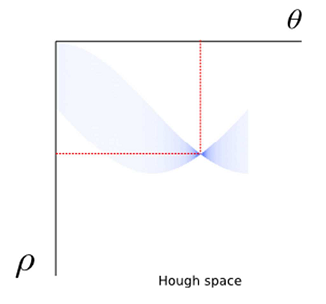 θ
ρ
Hough space